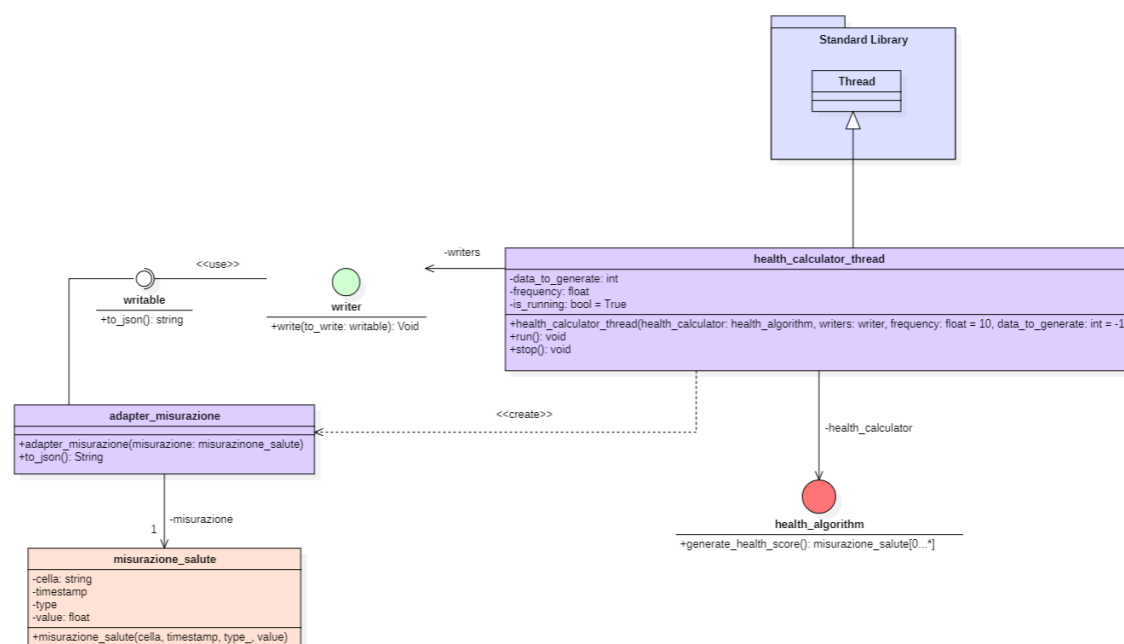 Standard Library
Thread
-writers
health_calculator_thread
-data_to_generate: int
-frequency: float
-is_running: bool = True
+health_calculator_thread(health_calculator: health_algorithm, writers: writer, frequency: float = 10, data_to_generate: int = -1
+run(): void
+stop(): void
<<use>>
writable
+to_json(): string
writer
+write(to_write: writable): Void
<<create>>
adapter_misurazione
+adapter_misurazione(misurazione: misurazinone_salute)
+to_json(): String
-health_calculator
health_algorithm
+generate_health_score(): misurazione_salute[0...*]
-misurazione
1
misurazione_salute
-cella: string
-timestamp
-type
-value: float
+misurazione_salute(cella, timestamp, type_, value)